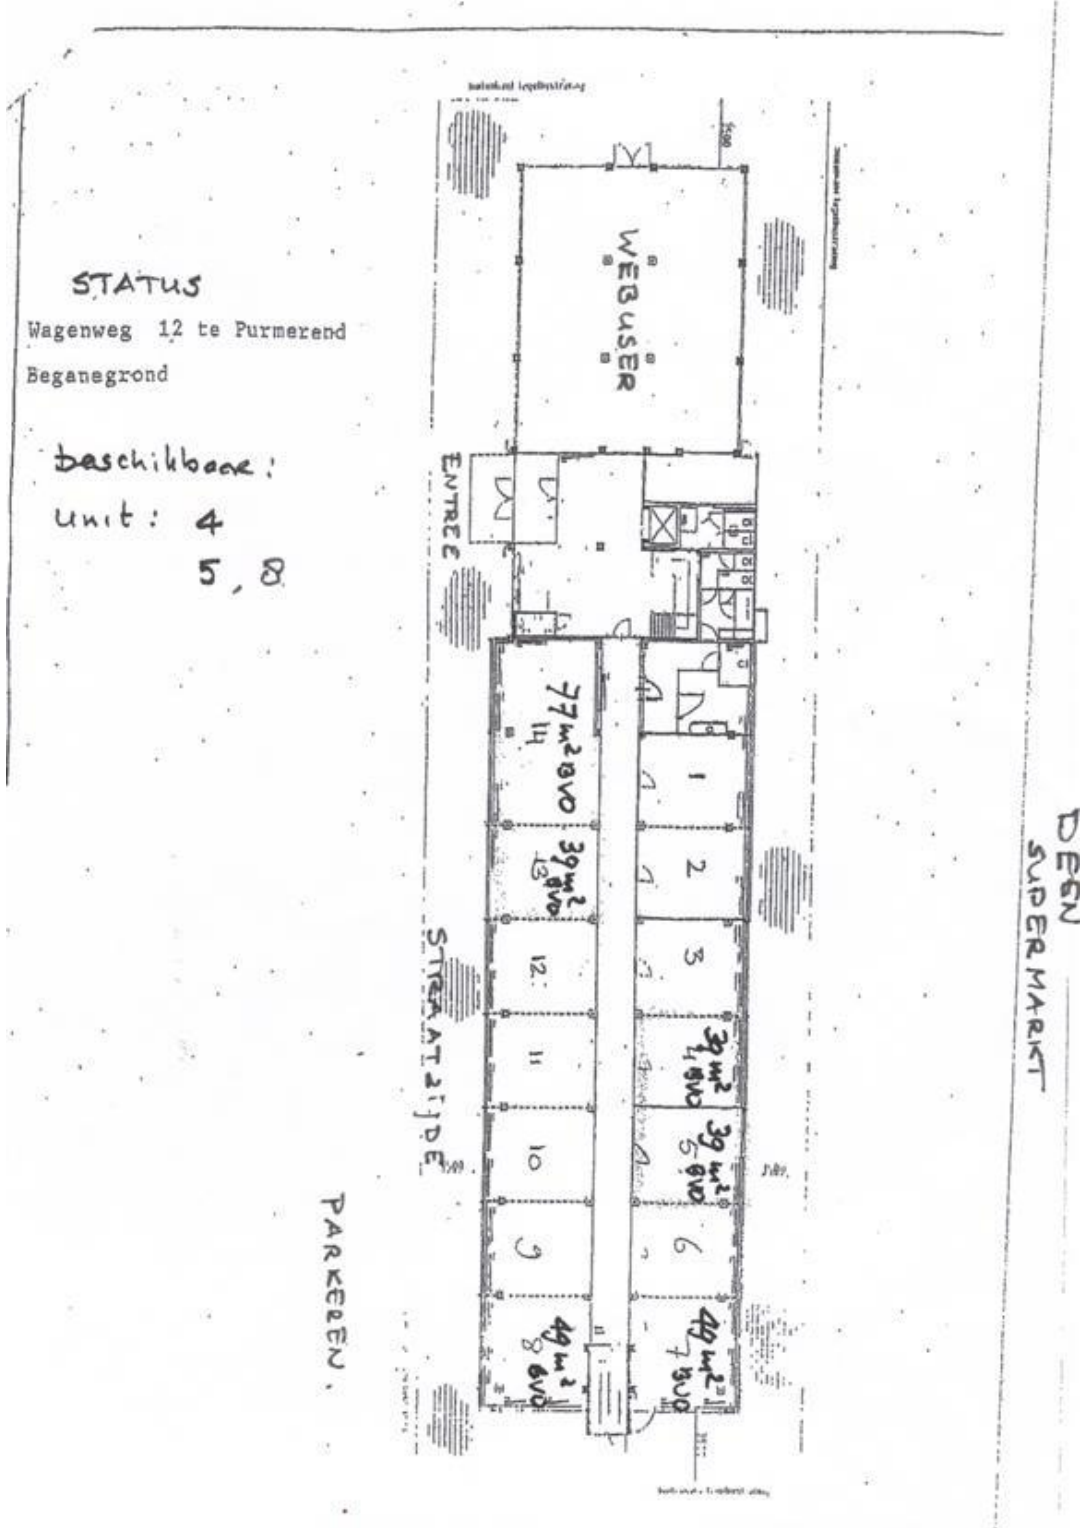 STATUS
Wagenweg 12 te Purmerend
Beganegrond
beschikbaar:
Unit: 4
5, 8
WEBUSER
ENTREE
77 m² BVO
14
39 m²
13 BVO
12
11
10
9
49 m²
8 BVO
1
2
3
39 m²
4 BVO
39 m²
5 BVO
6
49 m²
7 BVO
STRAATZIJDE
PARKEREN.
DEEN
SUPERMARKT